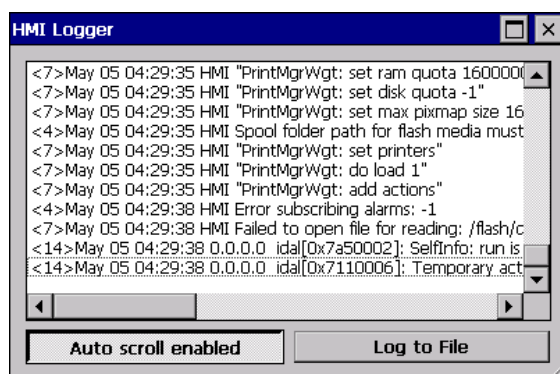 HMI Logger
<7>May 05 04:29:35 HMI "PrintMgrWgt: set ram quota 1600000
<7>May 05 04:29:35 HMI "PrintMgrWgt: set disk quota -1"
<7>May 05 04:29:35 HMI "PrintMgrWgt: set max pixmap size 16
<4>May 05 04:29:35 HMI Spool folder path for flash media must
<7>May 05 04:29:35 HMI "PrintMgrWgt: set printers"
<7>May 05 04:29:35 HMI "PrintMgrWgt: do load 1"
<7>May 05 04:29:35 HMI "PrintMgrWgt: add actions"
<4>May 05 04:29:38 HMI Error subscribing alarms: -1
<7>May 05 04:29:38 HMI Failed to open file for reading: /flash/c
<14>May 05 04:29:38 0.0.0.0 idal[0x7a50002]: SelfInfo: run is
<14>May 05 04:29:38 0.0.0.0 idal[0x7110006]: Temporary act
Auto scroll enabled
Log to File